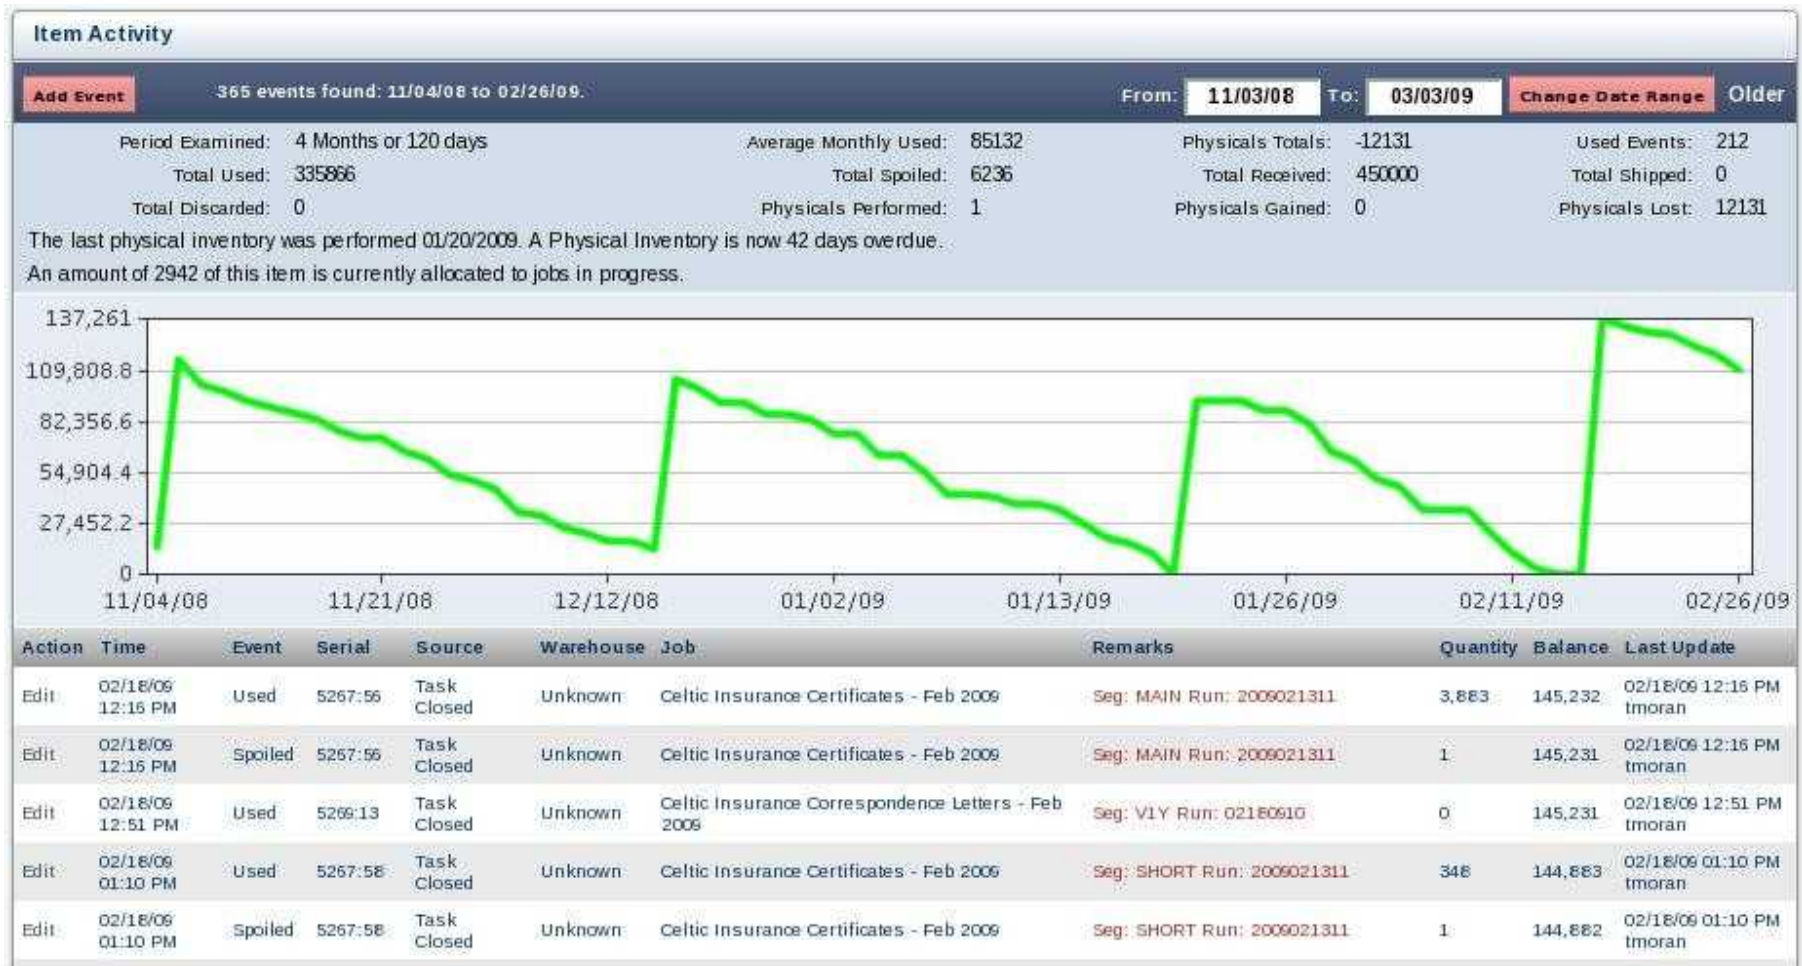 Item Activity
Add Event 365 events found: 11/04/08 to 02/26/09. From: 11/03/08 To: 03/03/09 Change Date Range Older
Period Examined: 4 Months or 120 days Average Monthly Used: 85132 Physicals Totals: -12131 Used Events: 212
Total Used: 335866 Total Spoiled: 6236 Total Received: 450000 Total Shipped: 0
Total Discarded: 0 Physicals Performed: 1 Physicals Gained: 0 Physicals Lost: 12131
The last physical inventory was performed 01/20/2009. A Physical Inventory is now 42 days overdue.
An amount of 2942 of this item is currently allocated to jobs in progress.
137,261
109,808.8
82,356.6
54,904.4
27,452.2
0
11/04/08 11/21/08 12/12/08 01/02/09 01/13/09 01/26/09 02/11/09 02/26/09
Action Time Event Serial Source Warehouse Job Remarks Quantity Balance Last Update
Edit 02/18/09 12:16 PM Used 5267:56 Task Closed Unknown Celtic Insurance Certificates - Feb 2009 Seg: MAIN Run: 2009021311 3,883 145,232 02/18/09 12:16 PM tmoran
Edit 02/18/09 12:16 PM Spoiled 5267:56 Task Closed Unknown Celtic Insurance Certificates - Feb 2009 Seg: MAIN Run: 2009021311 1 145,231 02/18/09 12:16 PM tmoran
Edit 02/18/09 12:51 PM Used 5269:13 Task Closed Unknown Celtic Insurance Correspondence Letters - Feb 2009 Seg: V1Y Run: 02180910 0 145,231 02/18/09 12:51 PM tmoran
Edit 02/18/09 01:10 PM Used 5267:58 Task Closed Unknown Celtic Insurance Certificates - Feb 2009 Seg: SHORT Run: 2009021311 348 144,883 02/18/09 01:10 PM tmoran
Edit 02/18/09 01:10 PM Spoiled 5267:58 Task Closed Unknown Celtic Insurance Certificates - Feb 2009 Seg: SHORT Run: 2009021311 1 144,882 02/18/09 01:10 PM tmoran